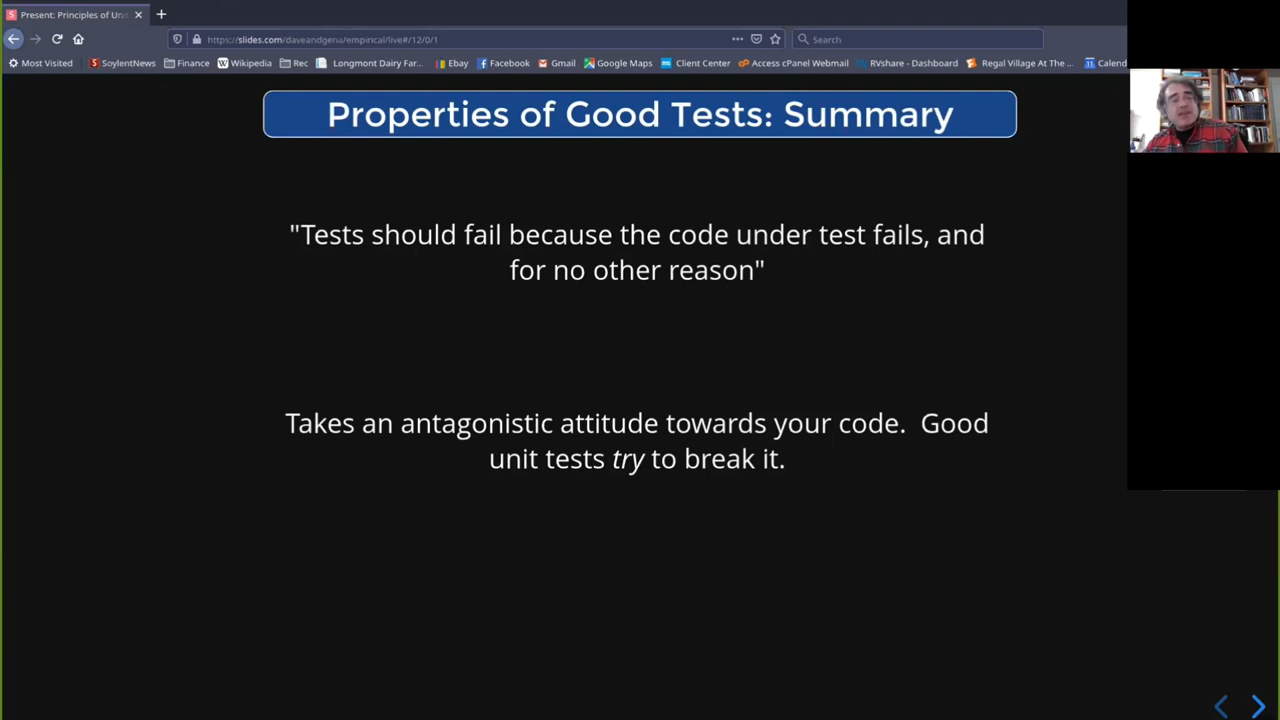 Present: Principles of Uni
https://slides.com/daveandgena/empirical/live#/12/0/1
Search
Most Visited
SoylentNews
Finance
Wikipedia
Rec
Longmont Dairy Far...
Ebay
Facebook
Gmail
Google Maps
Client Center
Access cPanel Webmail
RVshare - Dashboard
Regal Village At The ...
Calend
Properties of Good Tests: Summary
"Tests should fail because the code under test fails, and
for no other reason"
Takes an antagonistic attitude towards your code. Good
unit tests try to break it.